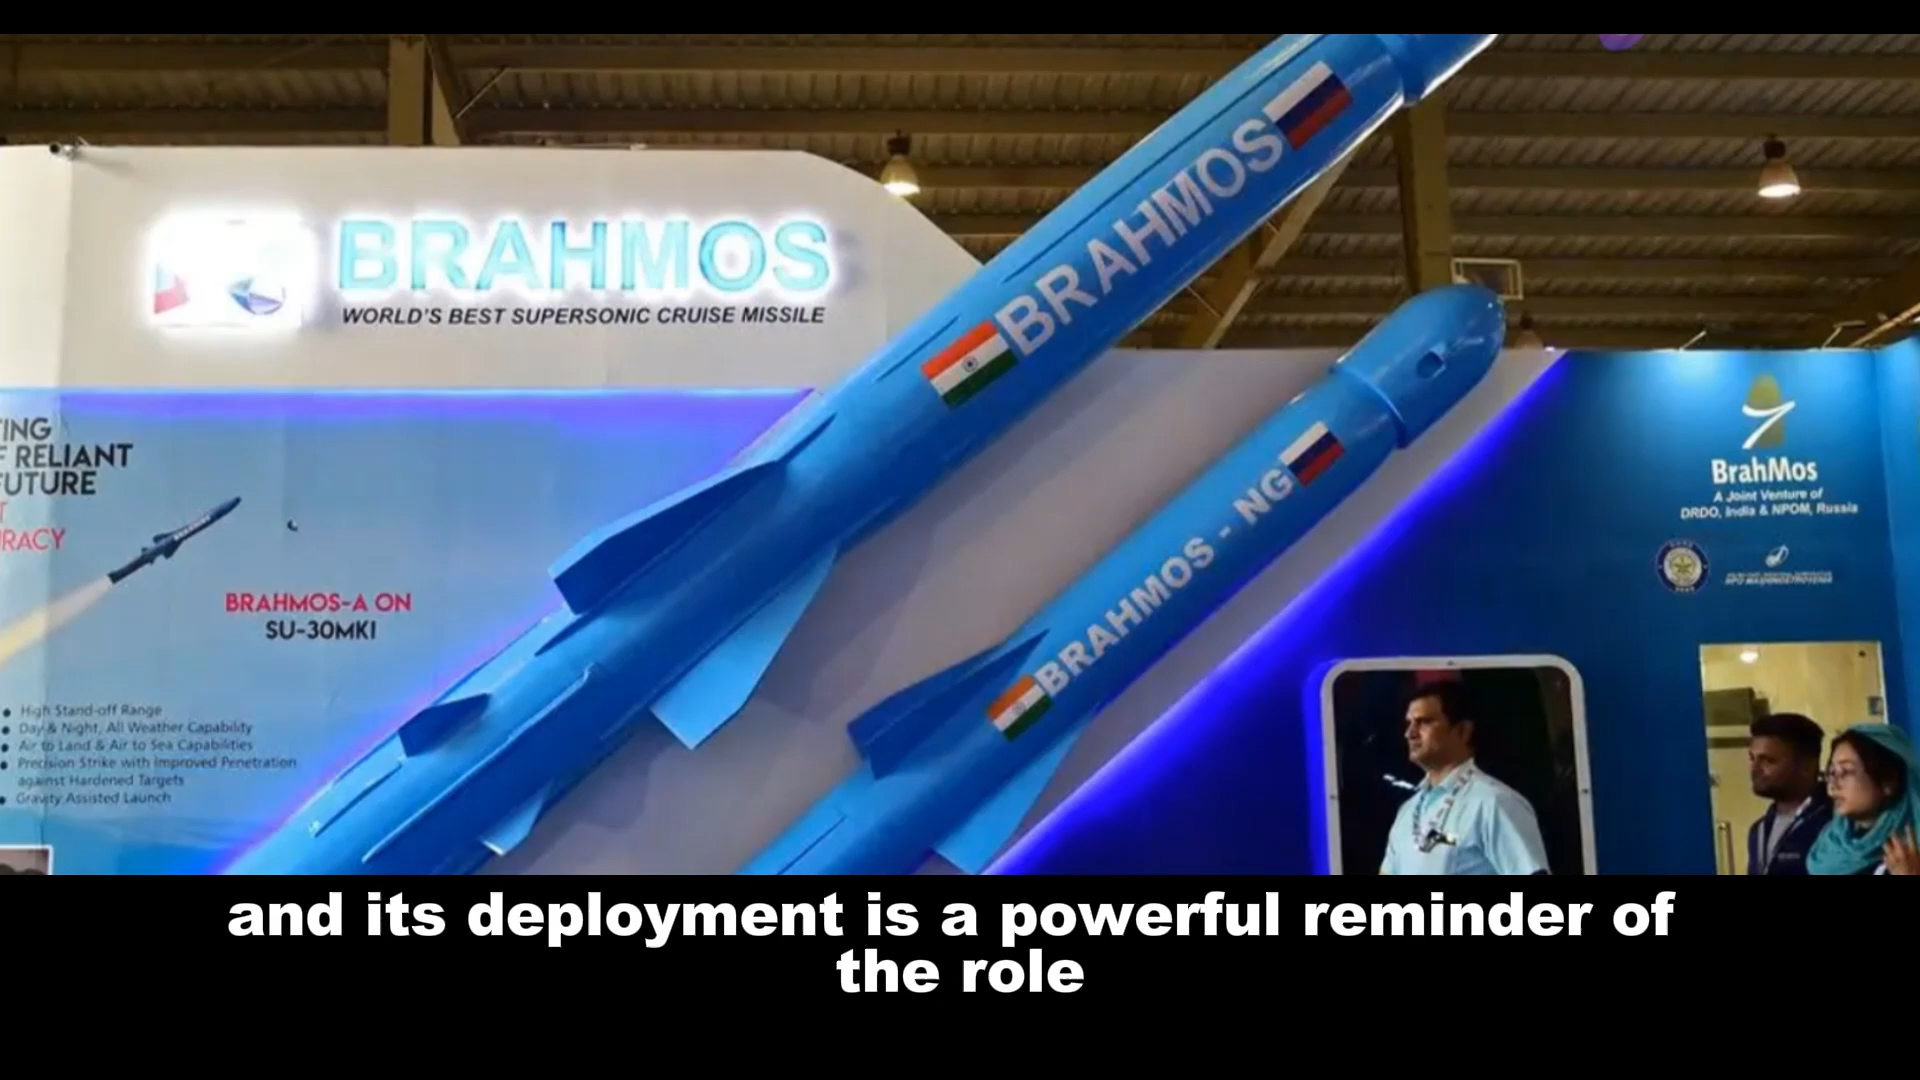 BRAHMOS
WORLD'S BEST SUPERSONIC CRUISE MISSILE
BRAHMOS
BRAHMOS - NG
TING
F RELIANT
FUTURE
RACY
BRAHMOS-A ON
SU-30MKI
High Stand-off Range
Day & Night, All Weather Capability
Air to Land & Air to Sea Capabilities
Precision Strike with Improved Penetration
against Hardened Targets
Gravity Assisted Launch
BrahMos
A Joint Venture of
DRDO, India & NPOM, Russia
and its deployment is a powerful reminder of
the role